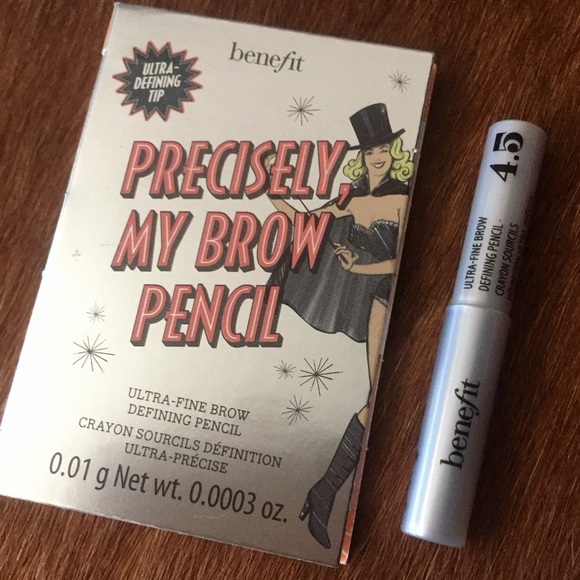 benefit
ULTRA-
DEFINING
TIP
PRECISELY,
MY BROW
PENCIL
ULTRA-FINE BROW
DEFINING PENCIL
CRAYON SOURCILS DÉFINITION
ULTRA-PRÉCISE
0.01 g Net wt. 0.0003 oz.
4.5
ULTRA-FINE BROW
DEFINING PENCIL ·
CRAYON SOURCILS
benefit